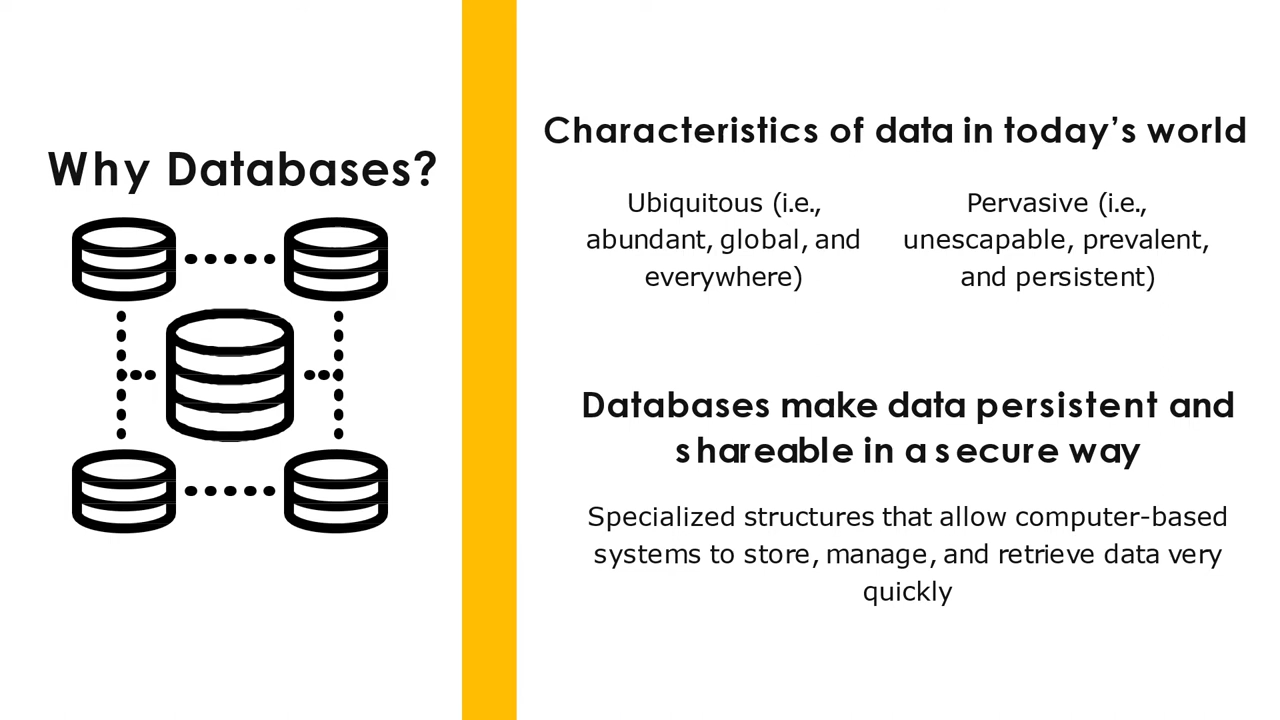 Why Databases?
Characteristics of data in today’s world
Ubiquitous (i.e.,
abundant, global, and
everywhere)
Pervasive (i.e.,
unescapable, prevalent,
and persistent)
Databases make data persistent and
shareable in a secure way
Specialized structures that allow computer-based
systems to store, manage, and retrieve data very
quickly